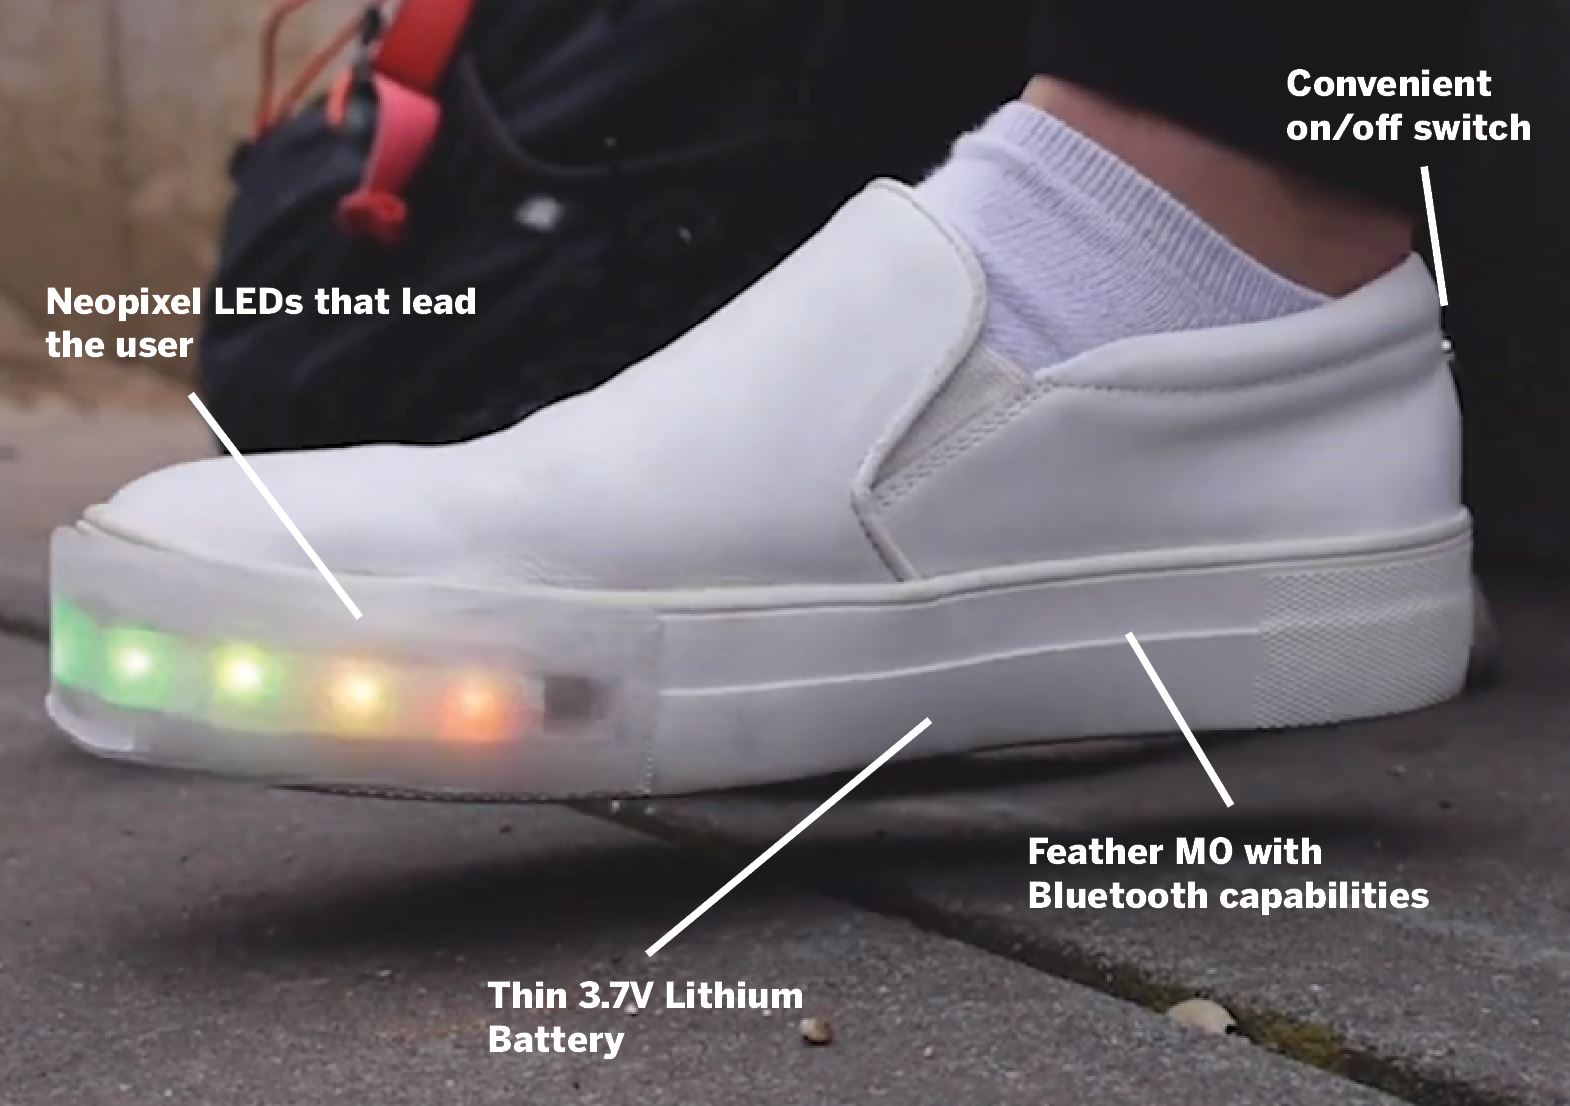 Convenient
on/off switch
Neopixel LEDs that lead
the user
Feather M0 with
Bluetooth capabilities
Thin 3.7V Lithium
Battery